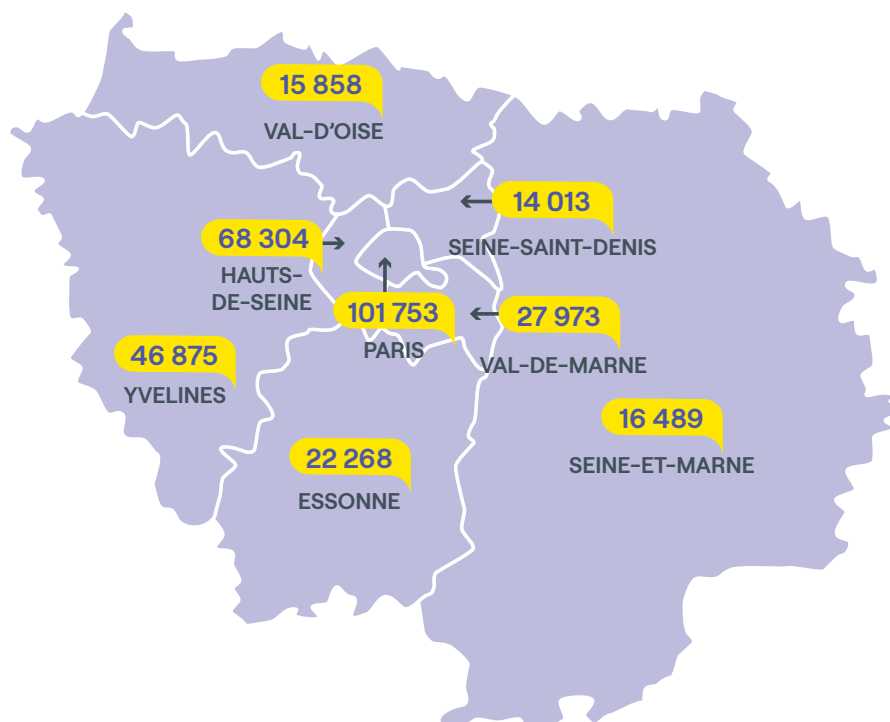 15 858
VAL-D'OISE
14 013
SEINE-SAINT-DENIS
68 304
HAUTS-
DE-SEINE
101 753
PARIS
27 973
VAL-DE-MARNE
46 875
YVELINES
16 489
SEINE-ET-MARNE
22 268
ESSONNE